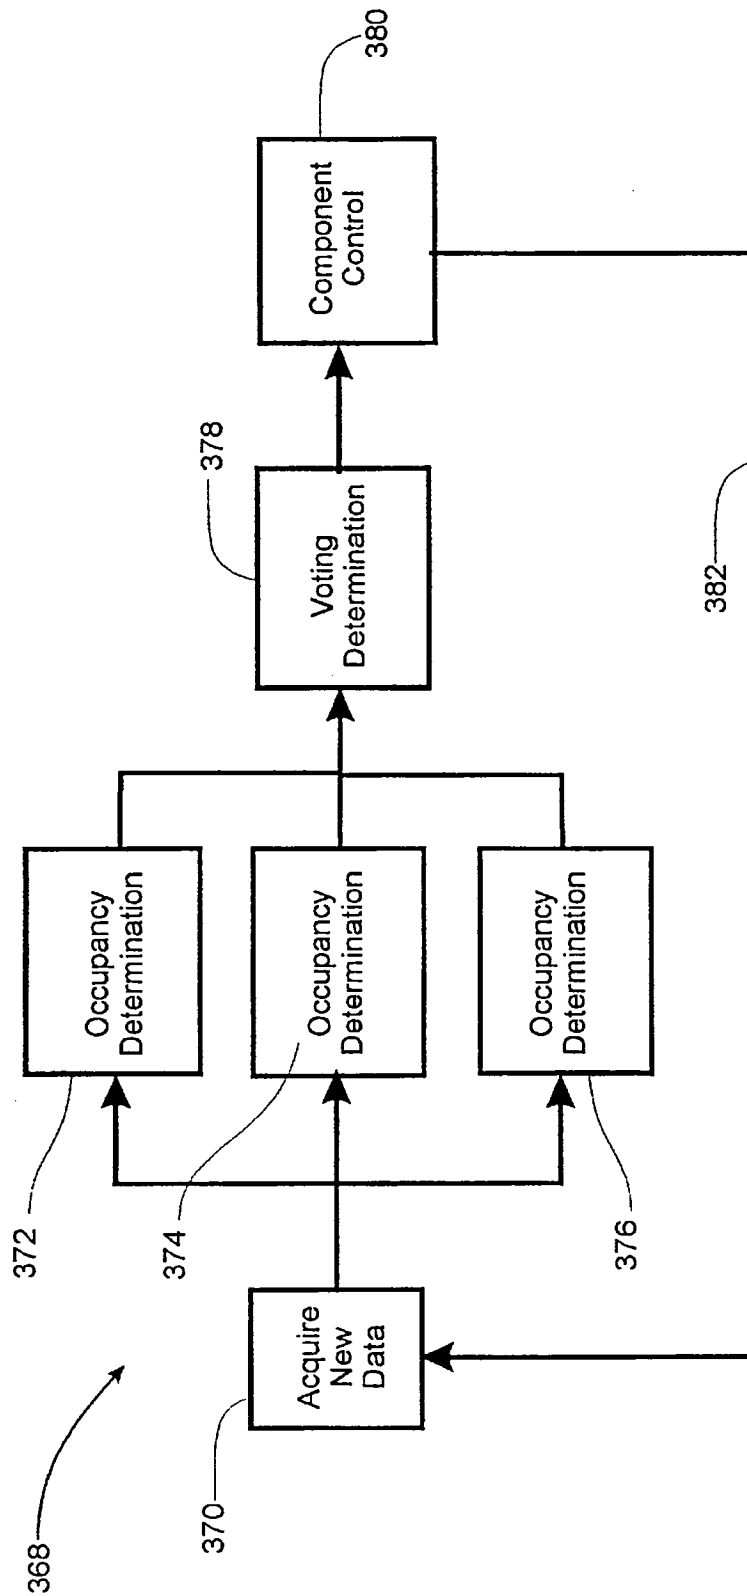 368
370
Acquire
New
Data
372
Occupancy
Determination
374
Occupancy
Determination
376
Occupancy
Determination
378
Voting
Determination
380
Component
Control
382